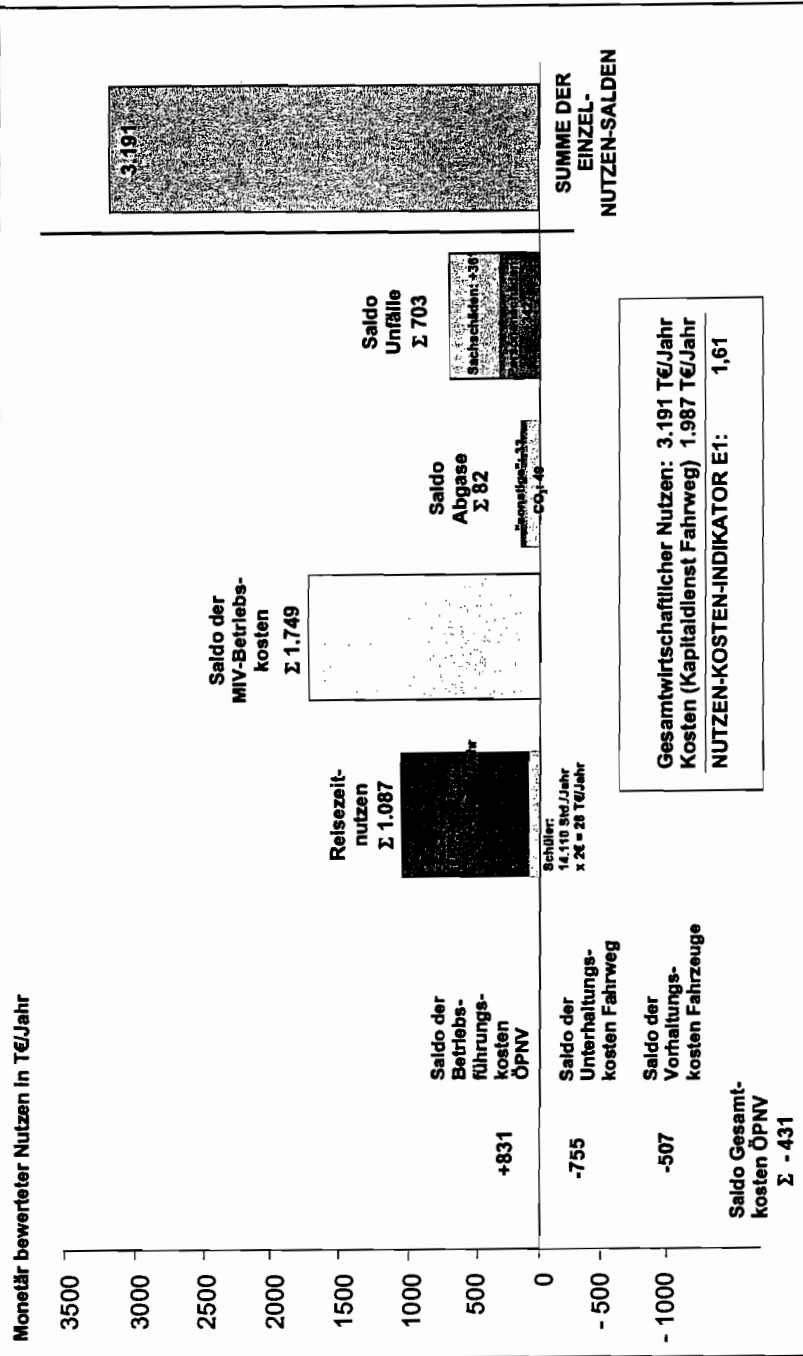 Monetär bewerteter Nutzen in T€/Jahr
3500
3000
2500
2000
1500
1000
500
0
- 500
- 1000
+831
Saldo der
Betriebs-
führungs-
kosten
ÖPNV
-755
Saldo der
Unterhaltungs-
kosten Fahrweg
-507
Saldo der
Vorhaltungs-
kosten Fahrzeuge
Saldo Gesamt-
kosten ÖPNV
Σ - 431
Reisezeit-
nutzen
Σ 1.087
Schüler:
14.110 Std./Jahr
x 2€ = 28 T€/Jahr
Saldo der
MIV-Betriebs-
kosten
Σ 1.749
Saldo
Abgase
Σ 82
"sonstige": 33
CO₂: 49
Saldo
Unfälle
Σ 703
Sachschäden: +361
3.191
SUMME DER
EINZEL-
NUTZEN-SALDEN
Gesamtwirtschaftlicher Nutzen: 3.191 T€/Jahr
Kosten (Kapitaldienst Fahrweg) 1.987 T€/Jahr
NUTZEN-KOSTEN-INDIKATOR E1: 1,61